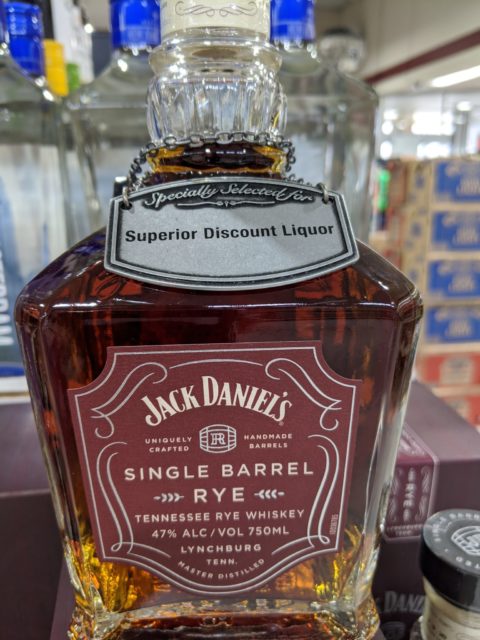 Specially Selected for
Superior Discount Liquor
JACK DANIEL'S
UNIQUELY CRAFTED
HANDMADE BARRELS
SINGLE BARREL
RYE
TENNESSEE RYE WHISKEY
47% ALC / VOL 750ML
LYNCHBURG
TENN.
MASTER DISTILLED
RYE